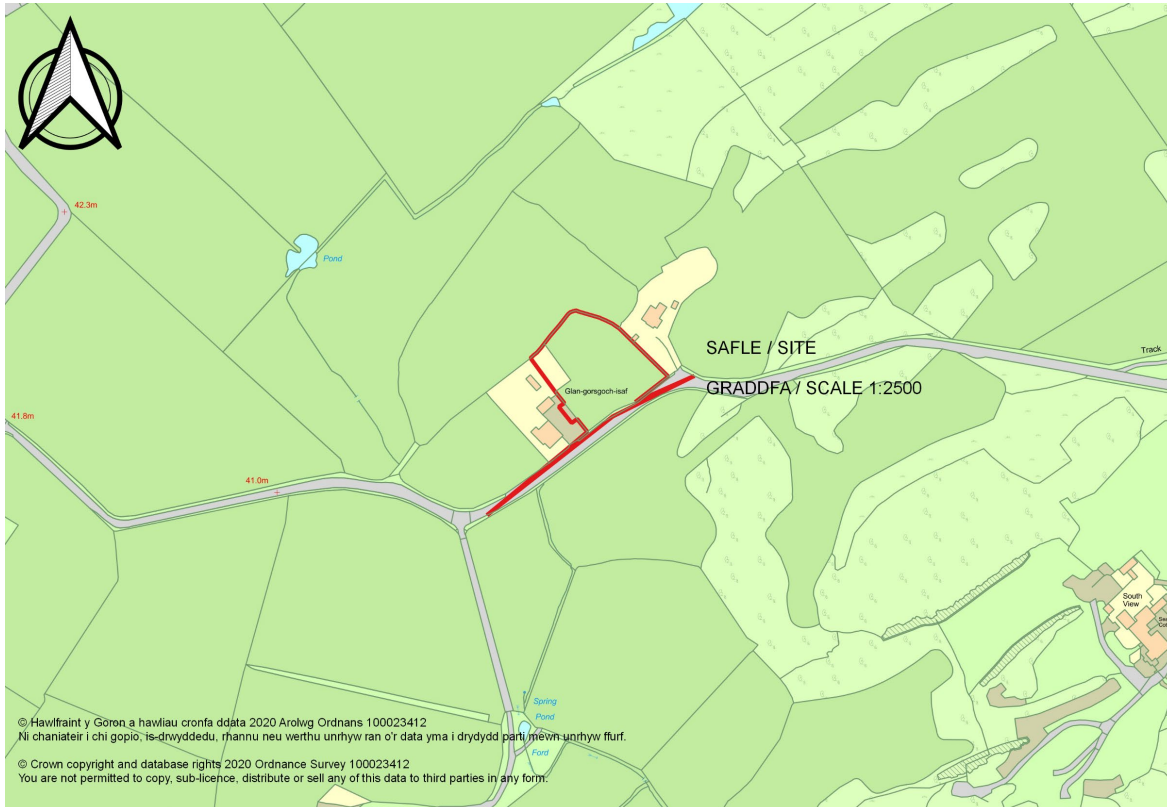 42.3m
Pond
SAFLE / SITE
Track
GRADDFA / SCALE 1:2500
Glan-gorsgoch-isaf
41.8m
41.0m
South
View
Spring
Pond
Ford
© Hawlfraint y Goron a hawliau cronfa ddata 2020 Arolwg Ordnans 100023412
Ni chaniateir i chi gopio, is-drwyddedu, rhannu neu werthu unrhyw ran o'r data yma i drydydd parti mewn unrhyw ffurf.
© Crown copyright and database rights 2020 Ordnance Survey 100023412
You are not permitted to copy, sub-licence, distribute or sell any of this data to third parties in any form.